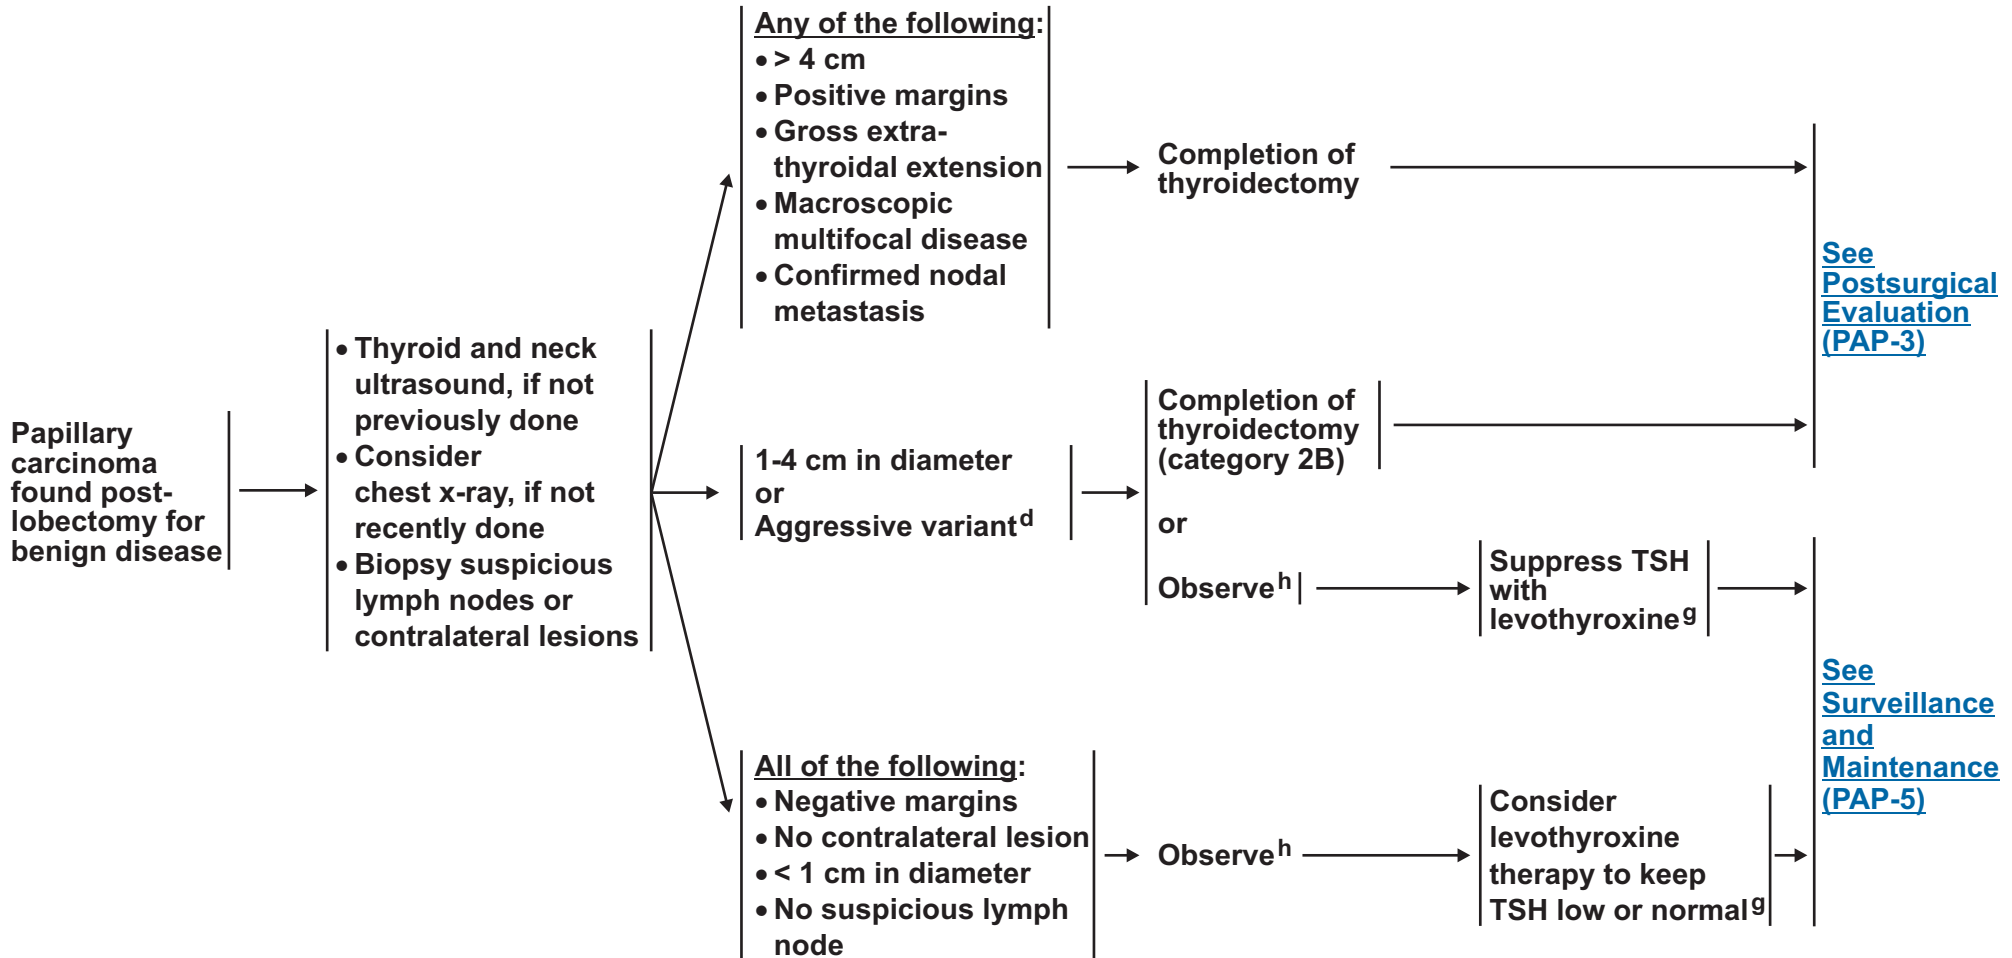 Papillary
carcinoma
found post-
lobectomy for
benign disease
• Thyroid and neck
ultrasound, if not
previously done
• Consider
chest x-ray, if not
recently done
• Biopsy suspicious
lymph nodes or
contralateral lesions
Any of the following:
• > 4 cm
• Positive margins
• Gross extra-
thyroidal extension
• Macroscopic
multifocal disease
• Confirmed nodal
metastasis
Completion of
thyroidectomy
1-4 cm in diameter
or
Aggressive variant d
Completion of
thyroidectomy
(category 2B)
or
Observe h
Suppress TSH
with
levothyroxine g
All of the following:
• Negative margins
• No contralateral lesion
• < 1 cm in diameter
• No suspicious lymph
node
Observe h
Consider
levothyroxine
therapy to keep
TSH low or normal g
See
Postsurgical
Evaluation
(PAP-3)
See
Surveillance
and
Maintenance
(PAP-5)